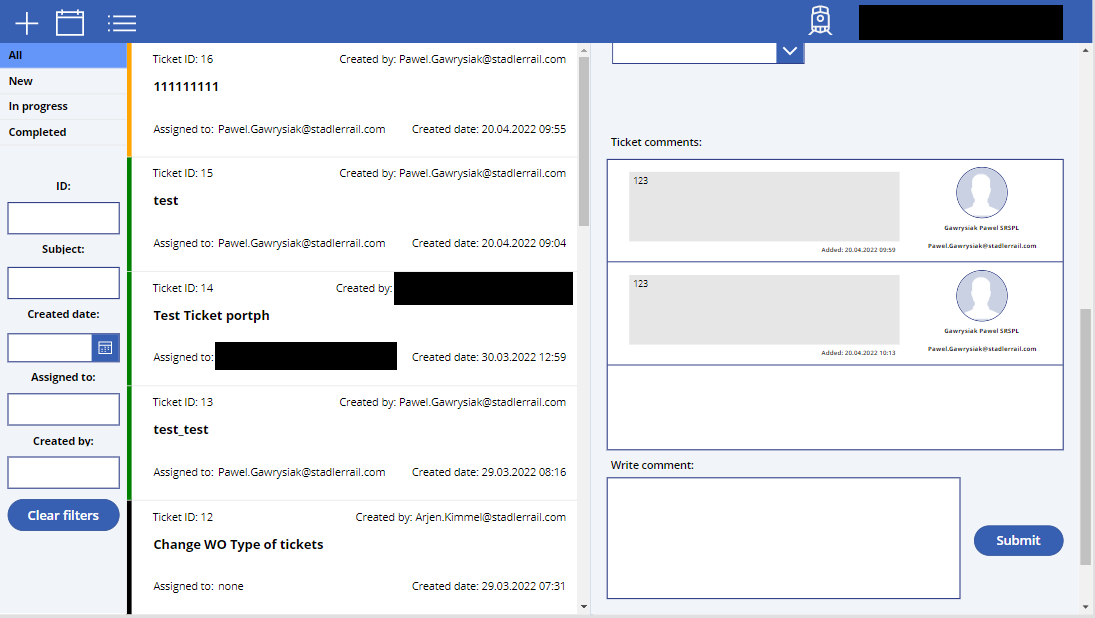 All
New
In progress
Completed
ID:
Subject:
Created date:
Assigned to:
Created by:
Clear filters
Ticket ID: 16 Created by: Pawel.Gawrysiak@stadlerrail.com
111111111
Assigned to: Pawel.Gawrysiak@stadlerrail.com Created date: 20.04.2022 09:55
Ticket ID: 15 Created by: Pawel.Gawrysiak@stadlerrail.com
test
Assigned to: Pawel.Gawrysiak@stadlerrail.com Created date: 20.04.2022 09:04
Ticket ID: 14 Created by:
Test Ticket portph
Assigned to: Created date: 30.03.2022 12:59
Ticket ID: 13 Created by: Pawel.Gawrysiak@stadlerrail.com
test_test
Assigned to: Pawel.Gawrysiak@stadlerrail.com Created date: 29.03.2022 08:16
Ticket ID: 12 Created by: Arjen.Kimmel@stadlerrail.com
Change WO Type of tickets
Assigned to: none Created date: 29.03.2022 07:31
Ticket comments:
123
Gawrysiak Pawel SRSPL
Pawel.Gawrysiak@stadlerrail.com
Added: 20.04.2022 09:59
123
Gawrysiak Pawel SRSPL
Pawel.Gawrysiak@stadlerrail.com
Added: 20.04.2022 10:13
Write comment:
Submit